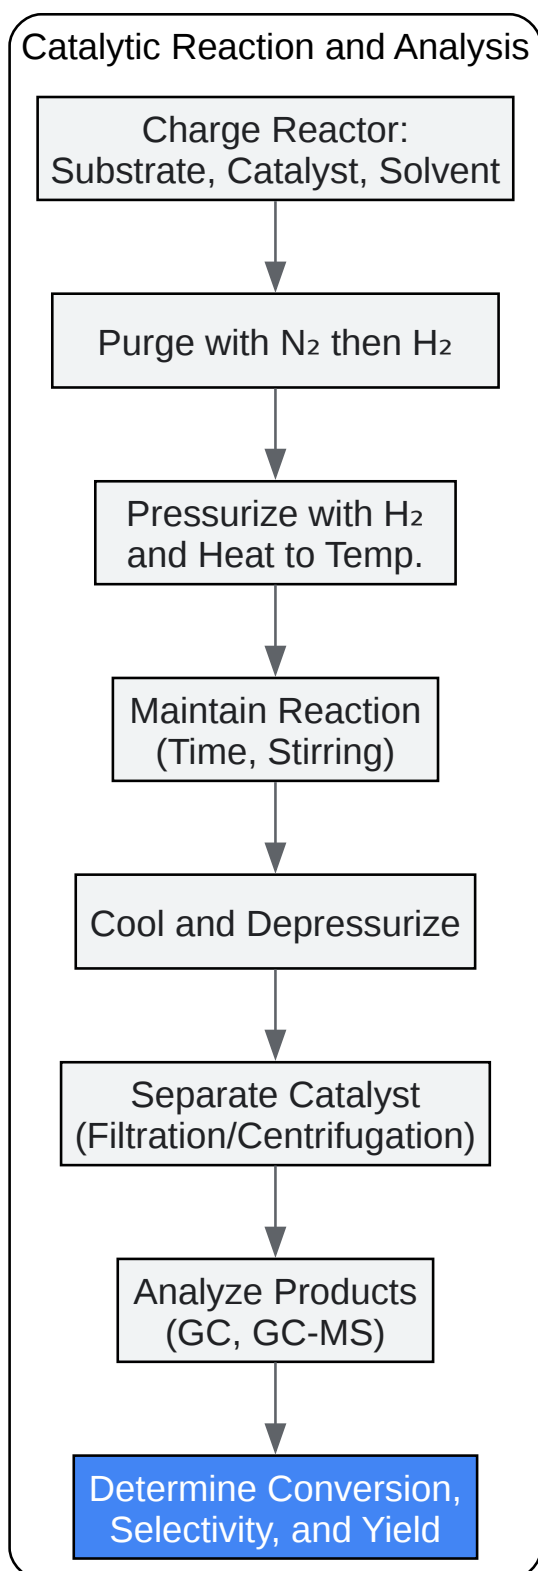 Catalytic Reaction and Analysis
Charge Reactor:
Substrate, Catalyst, Solvent
Purge with N₂ then H₂
Pressurize with H₂
and Heat to Temp.
Maintain Reaction
(Time, Stirring)
Cool and Depressurize
Separate Catalyst
(Filtration/Centrifugation)
Analyze Products
(GC, GC-MS)
Determine Conversion,
Selectivity, and Yield